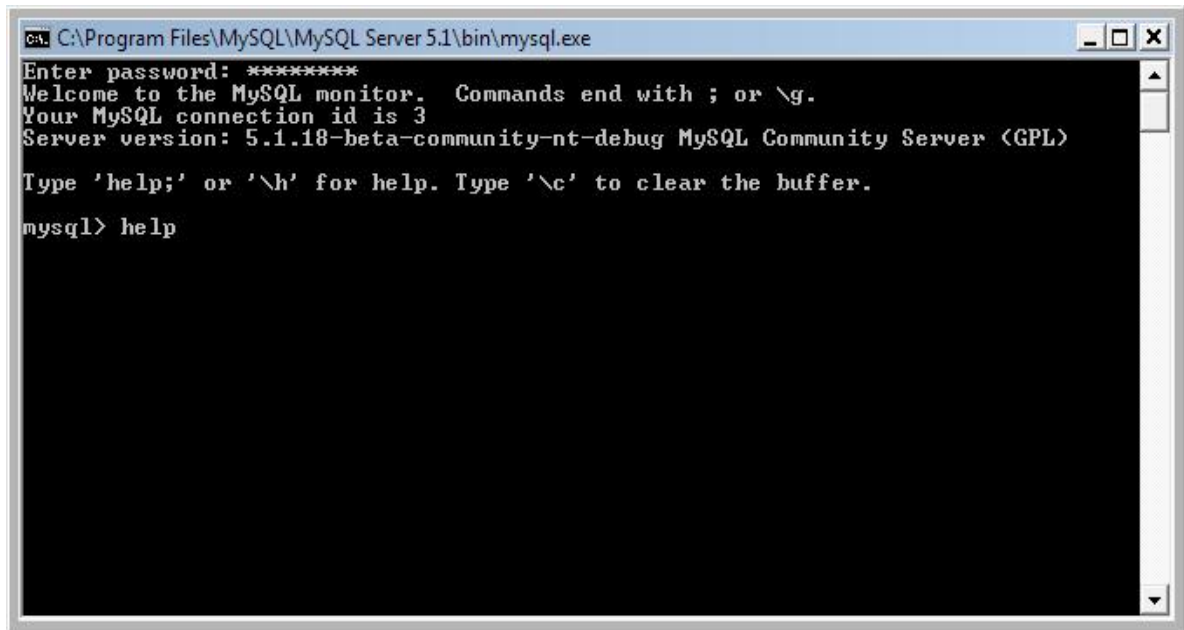 C:\Program Files\MySQL\MySQL Server 5.1\bin\mysql.exe
Enter password: ********
Welcome to the MySQL monitor.  Commands end with ; or \g.
Your MySQL connection id is 3
Server version: 5.1.18-beta-community-nt-debug MySQL Community Server (GPL)
Type 'help;' or '\h' for help. Type '\c' to clear the buffer.
mysql> help